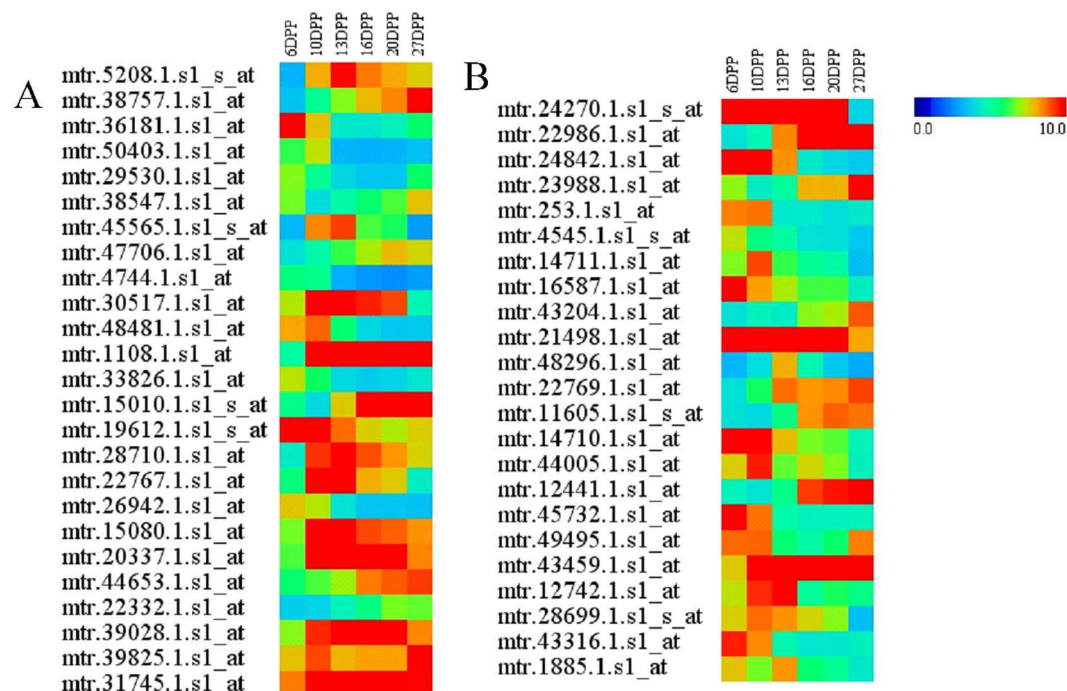 A
6DPP 10DPP 13DPP 16DPP 20DPP 27DPP
mtr.5208.1.s1_s_at
mtr.38757.1.s1_at
mtr.36181.1.s1_at
mtr.50403.1.s1_at
mtr.29530.1.s1_at
mtr.38547.1.s1_at
mtr.45565.1.s1_s_at
mtr.47706.1.s1_at
mtr.4744.1.s1_at
mtr.30517.1.s1_at
mtr.48481.1.s1_at
mtr.1108.1.s1_at
mtr.33826.1.s1_at
mtr.15010.1.s1_s_at
mtr.19612.1.s1_s_at
mtr.28710.1.s1_at
mtr.22767.1.s1_at
mtr.26942.1.s1_at
mtr.15080.1.s1_at
mtr.20337.1.s1_at
mtr.44653.1.s1_at
mtr.22332.1.s1_at
mtr.39028.1.s1_at
mtr.39825.1.s1_at
mtr.31745.1.s1_at
B
6DPP 10DPP 13DPP 16DPP 20DPP 27DPP
mtr.24270.1.s1_s_at
mtr.22986.1.s1_at
mtr.24842.1.s1_at
mtr.23988.1.s1_at
mtr.253.1.s1_at
mtr.4545.1.s1_s_at
mtr.14711.1.s1_at
mtr.16587.1.s1_at
mtr.43204.1.s1_at
mtr.21498.1.s1_at
mtr.48296.1.s1_at
mtr.22769.1.s1_at
mtr.11605.1.s1_s_at
mtr.14710.1.s1_at
mtr.44005.1.s1_at
mtr.12441.1.s1_at
mtr.45732.1.s1_at
mtr.49495.1.s1_at
mtr.43459.1.s1_at
mtr.12742.1.s1_at
mtr.28699.1.s1_s_at
mtr.43316.1.s1_at
mtr.1885.1.s1_at
0.0 10.0